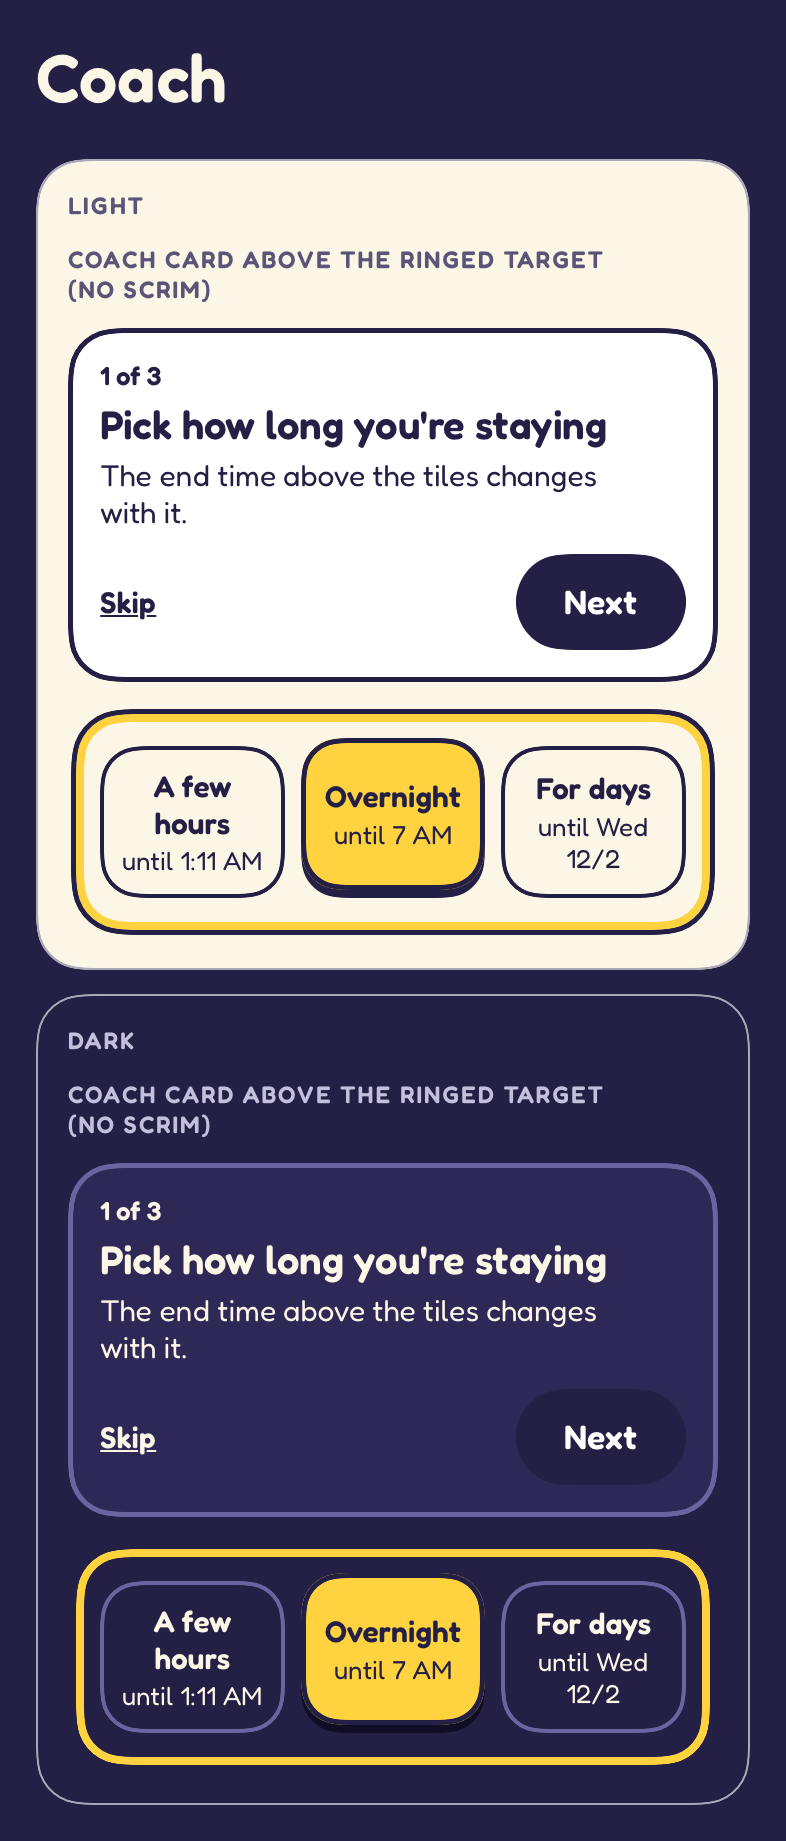 Coach
LIGHT
COACH CARD ABOVE THE RINGED TARGET
(NO SCRIM)
1 of 3
Pick how long you're staying
The end time above the tiles changes
with it.
Skip
Next
A few
hours
until 1:11 AM
Overnight
until 7 AM
For days
until Wed
12/2
DARK
COACH CARD ABOVE THE RINGED TARGET
(NO SCRIM)
1 of 3
Pick how long you're staying
The end time above the tiles changes
with it.
Skip
Next
A few
hours
until 1:11 AM
Overnight
until 7 AM
For days
until Wed
12/2